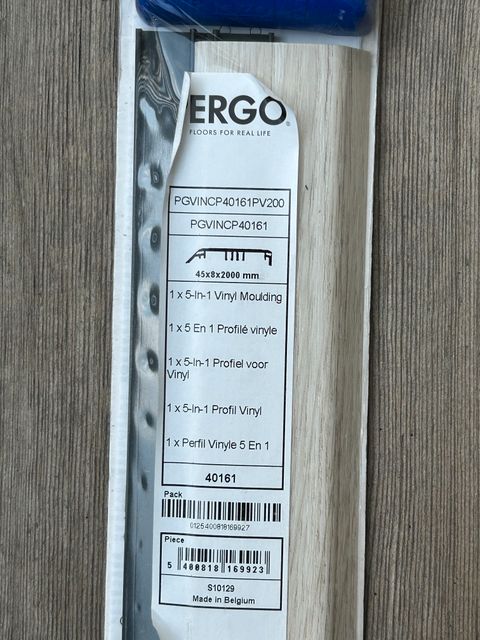 ERGO
FLOORS FOR REAL LIFE
PGVINCP40161PV200
PGVINCP40161
45x8x2000 mm
1 x 5-In-1 Vinyl Moulding
1 x 5 En 1 Profilé vinyle
1 x 5-In-1 Profiel voor
Vinyl
1 x 5-In-1 Profil Vinyl
1 x Perfil Vinyle 5 En 1
40161
Pack
0125400818169927
Piece
5 400818 169923
S10129
Made in Belgium